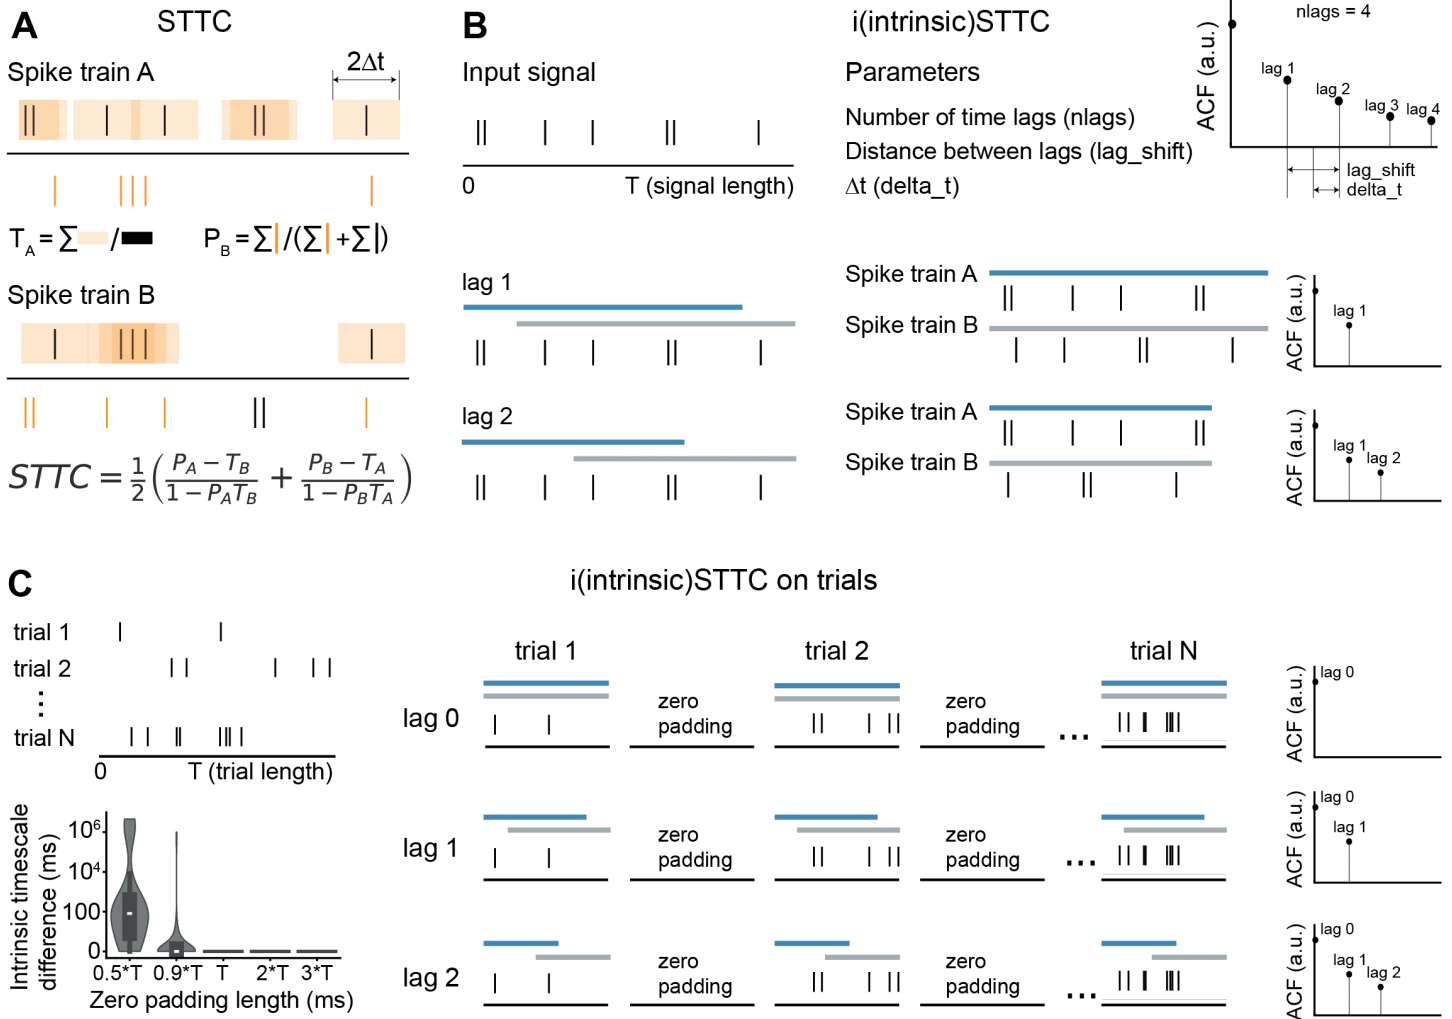 A
STTC
Spike train A
2Δt
T_A = Σ /
P_B = Σ|/(Σ| + Σ|)
Spike train B
STTC = 1/2 ( (P_A − T_B)/(1 − P_A T_B) + (P_B − T_A)/(1 − P_B T_A) )
B
i(intrinsic)STTC
Input signal
0
T (signal length)
Parameters
Number of time lags (nlags)
Distance between lags (lag_shift)
Δt (delta_t)
nlags = 4
ACF (a.u.)
lag 1
lag 2
lag 3
lag 4
lag_shift
delta_t
lag 1
Spike train A
Spike train B
ACF (a.u.)
lag 1
lag 2
Spike train A
Spike train B
ACF (a.u.)
lag 1
lag 2
C
i(intrinsic)STTC on trials
trial 1
trial 2
trial N
0
T (trial length)
Intrinsic timescale
difference (ms)
10^6
10^4
100
0
0.5*T
0.9*T
T
2*T
3*T
Zero padding length (ms)
trial 1
trial 2
trial N
lag 0
zero
padding
zero
padding
...
ACF (a.u.)
lag 0
lag 1
zero
padding
zero
padding
...
ACF (a.u.)
lag 0
lag 1
lag 2
zero
padding
zero
padding
...
ACF (a.u.)
lag 0
lag 1
lag 2